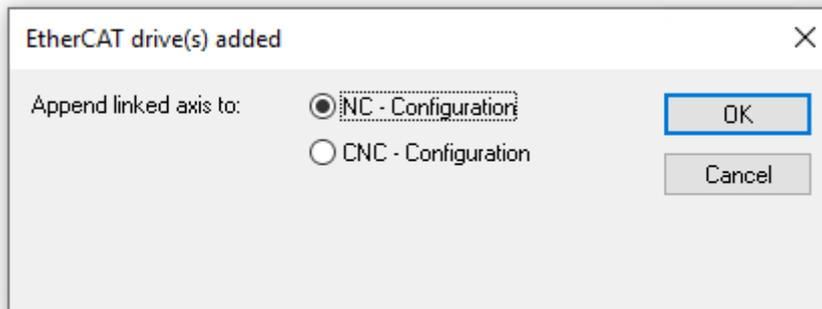 EtherCAT drive(s) added
Append linked axis to:
NC - Configuration
OK
CNC - Configuration
Cancel